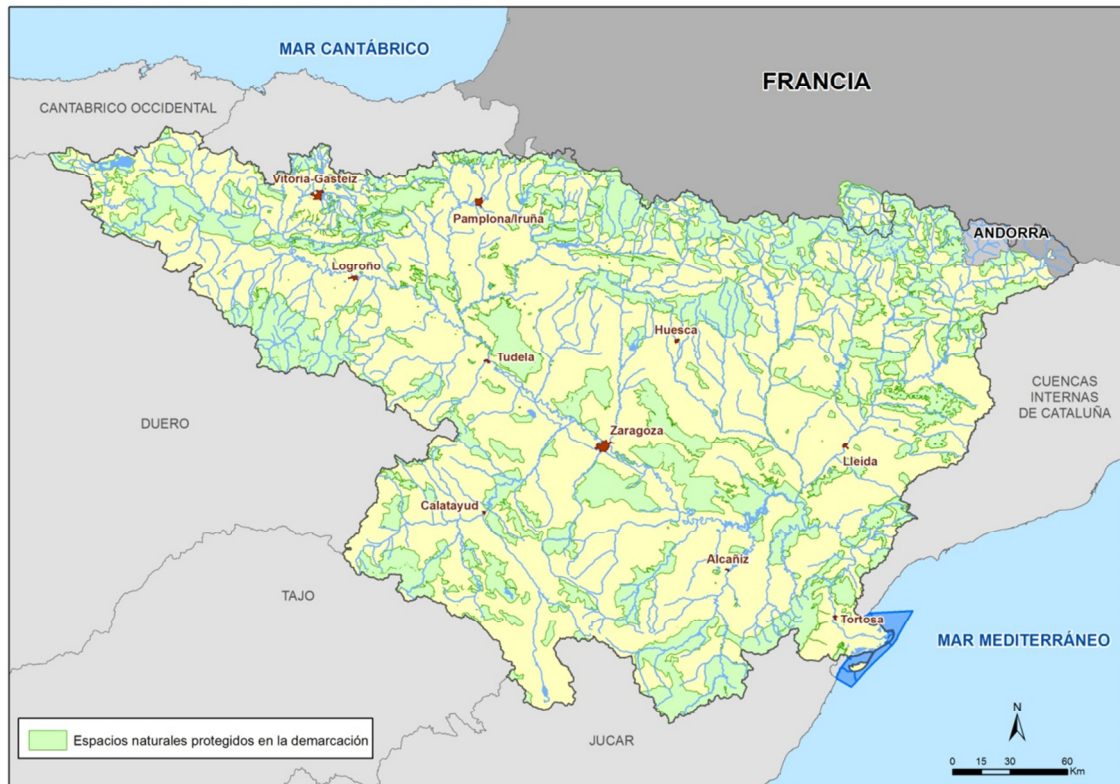 MAR CANTÁBRICO
FRANCIA
CANTABRICO OCCIDENTAL
Vitoria-Gasteiz
Pamplona/Iruña
ANDORRA
Logroño
Huesca
Tudela
CUENCAS
INTERNAS
DE CATALUÑA
DUERO
Zaragoza
Lleida
Calatayud
Alcañiz
TAJO
Tortosa
MAR MEDITERRÁNEO
N
Espacios naturales protegidos en la demarcación
JUCAR
0 15 30 60
Km